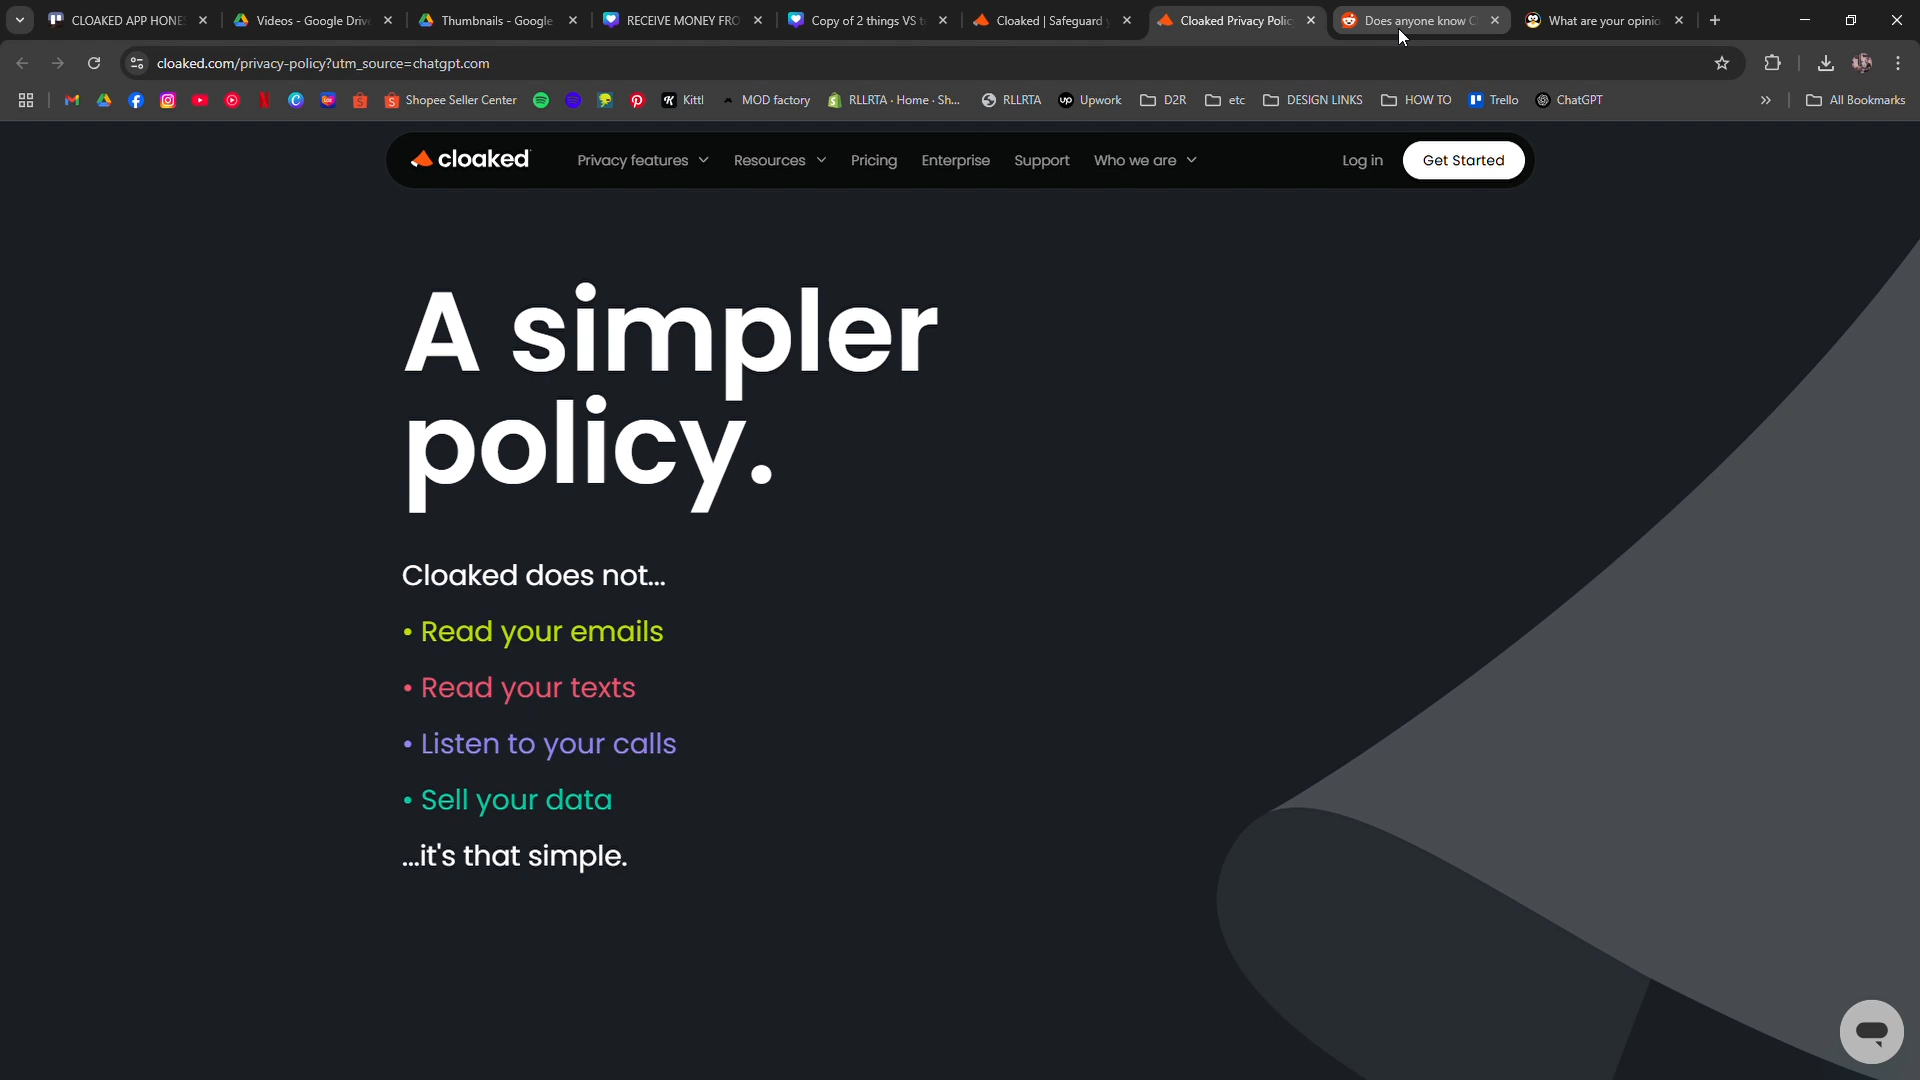 CLOAKED APP HONE
Videos - Google Drive
Thumbnails - Google
RECEIVE MONEY FRO
Copy of 2 things VS t
Cloaked | Safeguard y
Cloaked Privacy Polic
Does anyone know C
What are your opinio
cloaked.com/privacy-policy?utm_source=chatgpt.com
Shopee Seller Center
Kittl
MOD factory
RLLRTA - Home - Sh...
RLLRTA
Upwork
D2R
etc
DESIGN LINKS
HOW TO
Trello
ChatGPT
All Bookmarks
cloaked
Privacy features
Resources
Pricing
Enterprise
Support
Who we are
Log in
Get Started
A simpler
policy.
Cloaked does not...
• Read your emails
• Read your texts
• Listen to your calls
• Sell your data
...it's that simple.